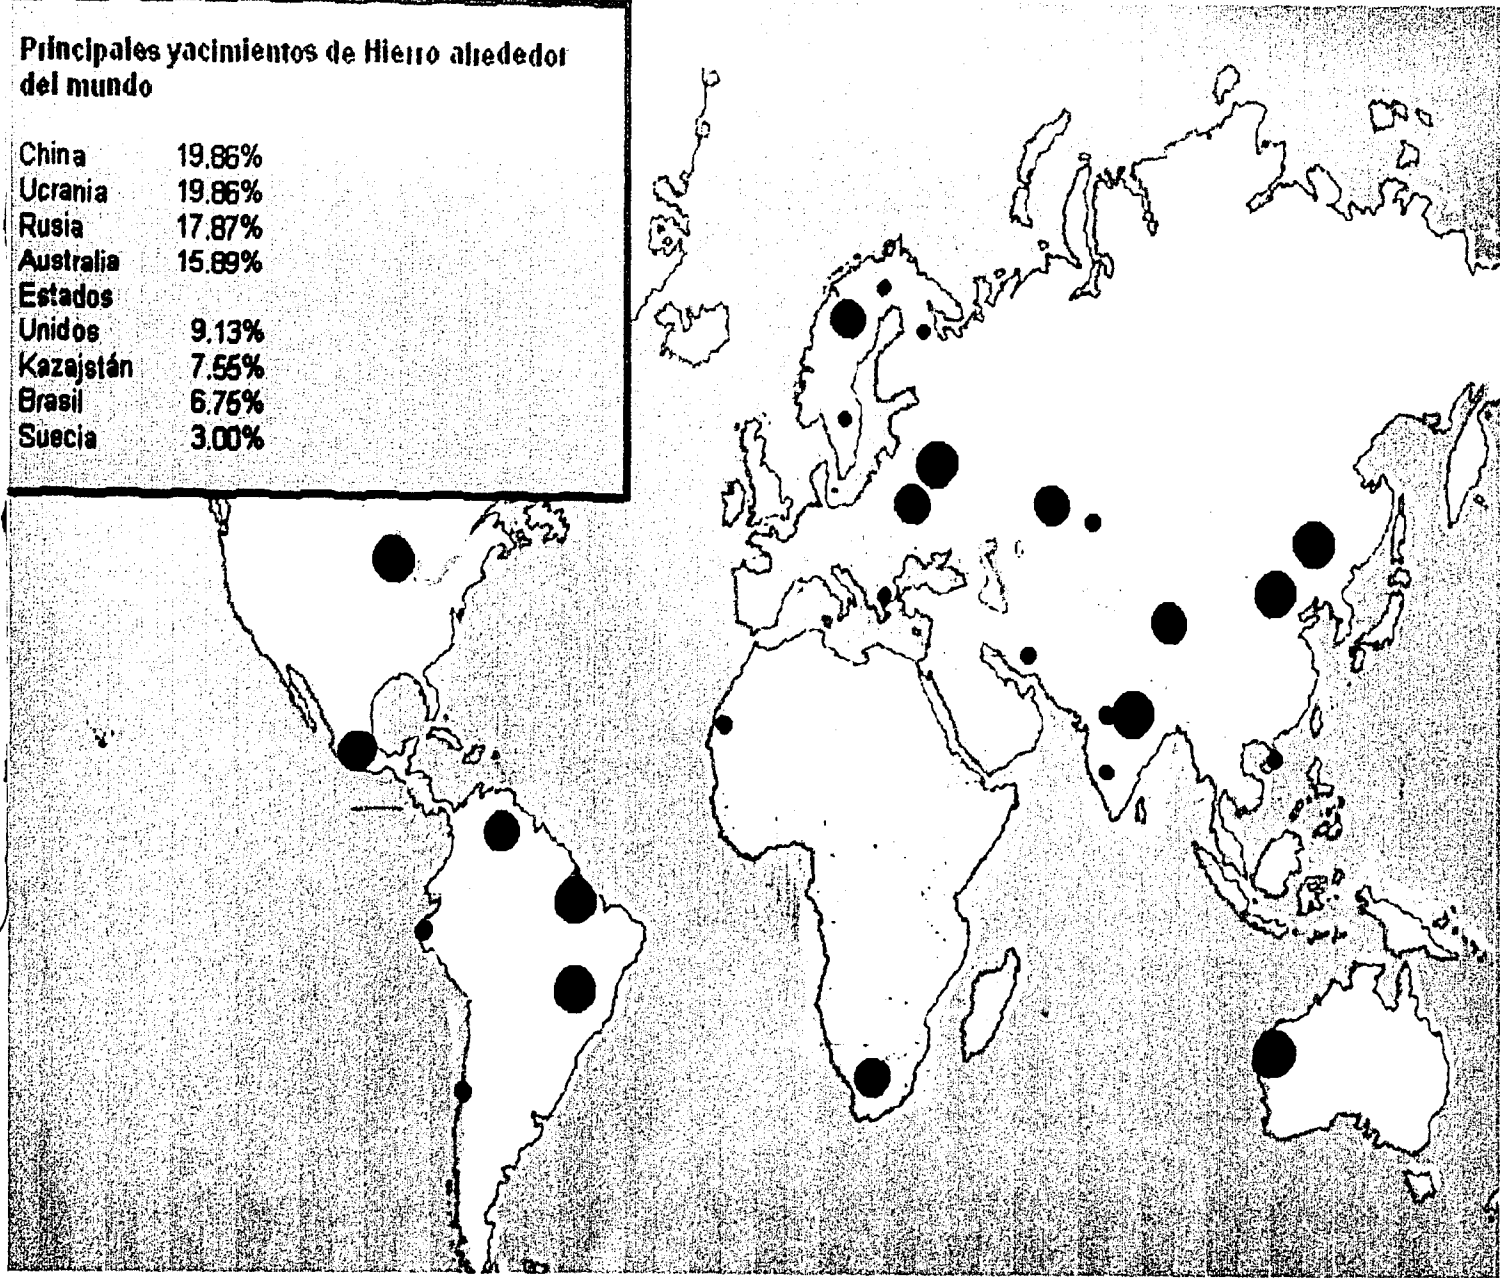 Principales yacimientos de Hierro alrededor
del mundo
China 19.86%
Ucrania 19.86%
Rusia 17.87%
Australia 15.89%
Estados
Unidos 9.13%
Kazajstán 7.55%
Brasil 6.75%
Suecia 3.00%